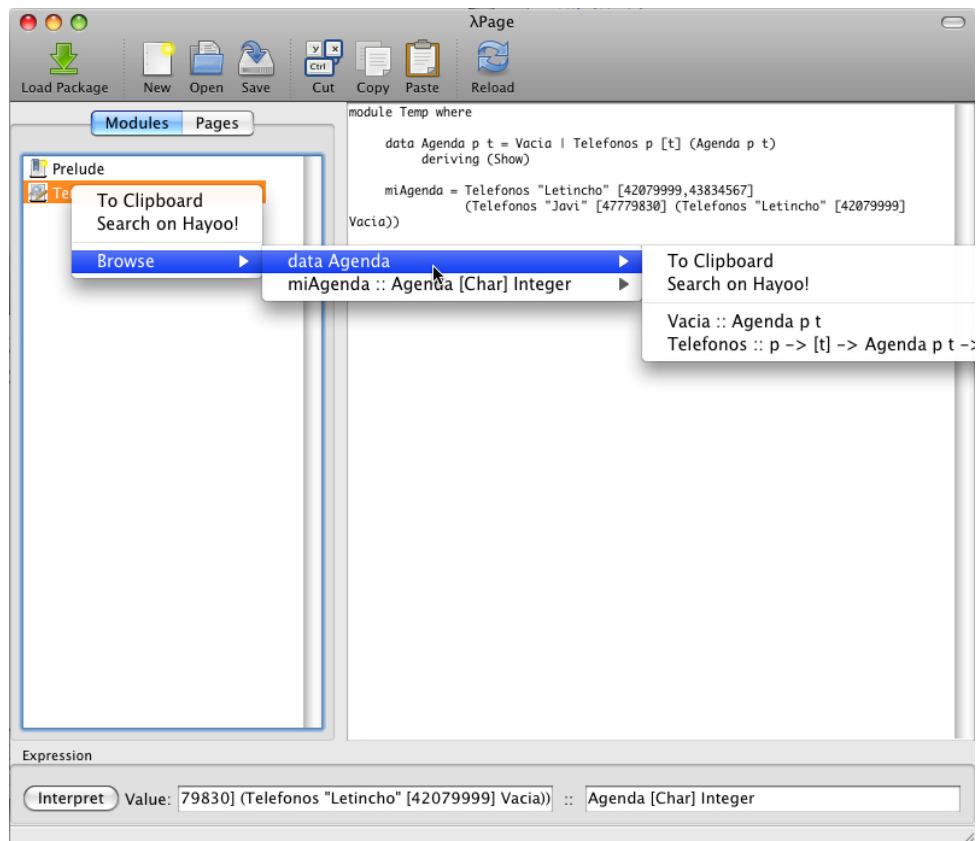 λPage
Load Package New Open Save Cut Copy Paste Reload
y x
Ctrl
Modules Pages
Prelude
Te
To Clipboard
Search on Hayoo!
Browse
data Agenda
miAgenda :: Agenda [Char] Integer
To Clipboard
Search on Hayoo!
Vacia :: Agenda p t
Telefonos :: p -> [t] -> Agenda p t ->
module Temp where
data Agenda p t = Vacia | Telefonos p [t] (Agenda p t)
deriving (Show)
miAgenda = Telefonos "Letincho" [42079999,43834567]
(Telefonos "Javi" [47779830] (Telefonos "Letincho" [42079999]
Vacia))
Expression
Interpret Value: 79830] (Telefonos "Letincho" [42079999] Vacia)) :: Agenda [Char] Integer